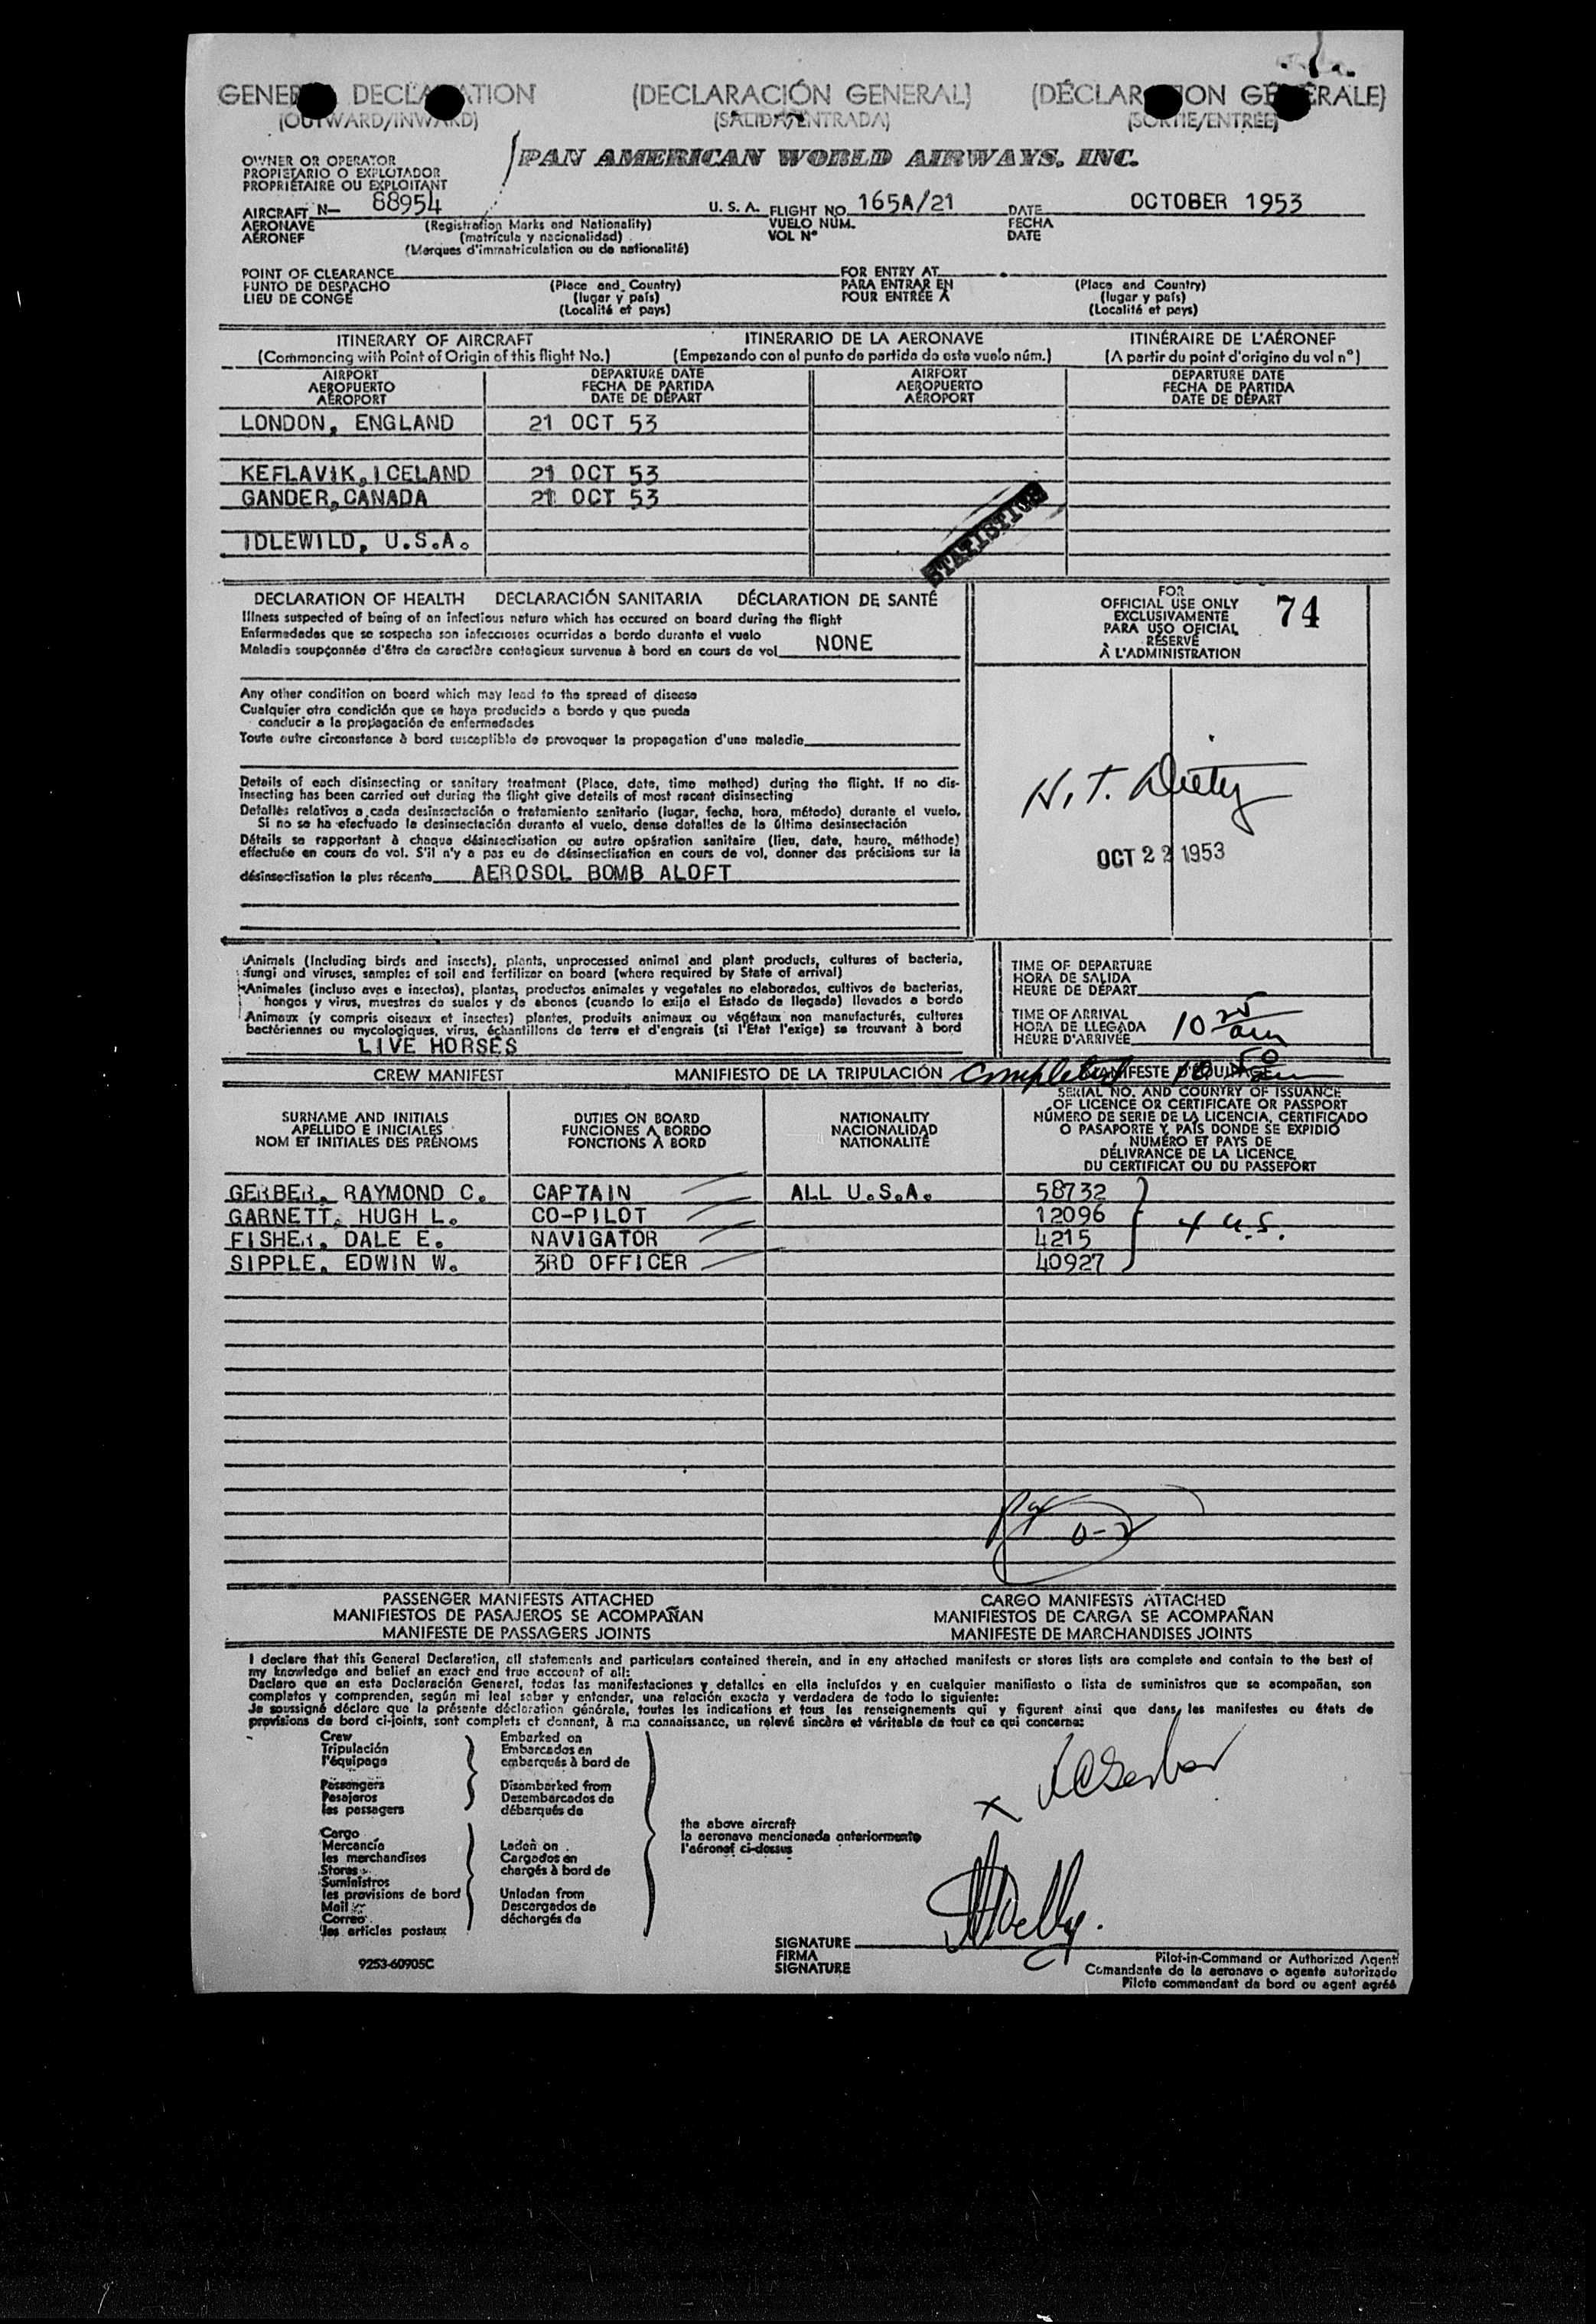 GENERAL DECLARATION (DECLARACIÓN GENERAL) (DÉCLARATION GÉNÉRALE)
(OUTWARD/INWARD) (SALIDA/ENTRADA) (SORTIE/ENTRÉE)
OWNER OR OPERATOR
PROPIETARIO O EXPLOTADOR
PROPRIÉTAIRE OU EXPLOITANT
PAN AMERICAN WORLD AIRWAYS, INC.
AIRCRAFT N— 88954 U. S. A. FLIGHT NO. 165A/21 DATE OCTOBER 1953
AERONAVE (Registration Marks and Nationality) VUELO NÚM. FECHA
AÉRONEF (matrícula y nacionalidad) VOL N° DATE
(Marques d'immatriculation ou de nationalité)
POINT OF CLEARANCE FOR ENTRY AT
PUNTO DE DESPACHO (Place and Country) PARA ENTRAR EN (Place and Country)
LIEU DE CONGÉ (lugar y país) POUR ENTRÉE À (lugar y país)
(Localité et pays) (Localité et pays)
ITINERARY OF AIRCRAFT ITINERARIO DE LA AERONAVE ITINÉRAIRE DE L'AÉRONEF
(Commencing with Point of Origin of this flight No.) (Empezando con el punto de partida de este vuelo núm.) (A partir du point d'origine du vol n°)
AIRPORT DEPARTURE DATE AIRPORT DEPARTURE DATE
AEROPUERTO FECHA DE PARTIDA AEROPUERTO FECHA DE PARTIDA
AÉROPORT DATE DE DÉPART AÉROPORT DATE DE DÉPART
LONDON, ENGLAND 21 OCT 53
KEFLAVIK, ICELAND 21 OCT 53
GANDER, CANADA 21 OCT 53
IDLEWILD, U.S.A.
STATISTICS
DECLARATION OF HEALTH DECLARACIÓN SANITARIA DÉCLARATION DE SANTÉ
Illness suspected of being of an infectious nature which has occured on board during the flight
Enfermedades que se sospecha son infecciosas ocurridas a bordo durante el vuelo
Maladie soupçonnée d'être de caractère contagieux survenue à bord en cours de vol NONE
Any other condition on board which may lead to the spread of disease
Cualquier otra condición que se haya producido a bordo y que pueda
conducir a la propagación de enfermedades
Toute autre circonstance à bord susceptible de provoquer la propagation d'une maladie
Details of each disinsecting or sanitary treatment (Place, date, time method) during the flight. If no dis-
insecting has been carried out during the flight give details of most recent disinsecting
Detalles relativos a cada desinsectación o tratamiento sanitario (lugar, fecha, hora, método) durante el vuelo.
Si no se ha efectuado la desinsectación durante el vuelo, dense detalles de la última desinsectación
Détails se rapportant à chaque désinsectisation ou autre opération sanitaire (lieu, date, heure, méthode)
effectuée en cours de vol. S'il n'y a pas eu de désinsectisation en cours de vol, donner des précisions sur la
désinsectisation la plus récente AEROSOL BOMB ALOFT
FOR
OFFICIAL USE ONLY
EXCLUSIVAMENTE
PARA USO OFICIAL
RÉSERVÉ
À L'ADMINISTRATION
74
H. T. Diety
OCT 22 1953
Animals (Including birds and insects), plants, unprocessed animal and plant products, cultures of bacteria,
fungi and viruses, samples of soil and fertilizer on board (where required by State of arrival)
Animales (incluso aves e insectos), plantas, productos animales y vegetales no elaborados, cultivos de bacterias,
hongos y virus, muestras de suelos y de abonos (cuando lo exija el Estado de llegada) llevados a bordo
Animaux (y compris oiseaux et insectes) plantes, produits animaux ou végétaux non manufacturés, cultures
bactériennes ou mycologiques, virus, échantillons de terre et d'engrais (si l'Etat l'exige) se trouvant à bord
LIVE HORSES
TIME OF DEPARTURE
HORA DE SALIDA
HEURE DE DÉPART
TIME OF ARRIVAL
HORA DE LLEGADA
HEURE D'ARRIVÉE 10 25 am
Completed 10 50 am
CREW MANIFEST MANIFIESTO DE LA TRIPULACIÓN MANIFESTE D'EQUIPAGE
SURNAME AND INITIALS
APELLIDO E INICIALES
NOM ET INITIALES DES PRÉNOMS
DUTIES ON BOARD
FUNCIONES A BORDO
FONCTIONS À BORD
NATIONALITY
NACIONALIDAD
NATIONALITÉ
SERIAL NO. AND COUNTRY OF ISSUANCE
OF LICENCE OR CERTIFICATE OR PASSPORT
NÚMERO DE SERIE DE LA LICENCIA, CERTIFICADO
O PASAPORTE Y PAÍS DONDE SE EXPIDIÓ
NUMÉRO ET PAYS DE
DÉLIVRANCE DE LA LICENCE,
DU CERTIFICAT OU DU PASSEPORT
GERBER, RAYMOND C. CAPTAIN ALL U.S.A. 58732
GARNETT, HUGH L. CO-PILOT 12096
FISHER, DALE E. NAVIGATOR 4215
SIPPLE, EDWIN W. 3RD OFFICER 40927
4 U.S.
0-2
PASSENGER MANIFESTS ATTACHED CARGO MANIFESTS ATTACHED
MANIFIESTOS DE PASAJEROS SE ACOMPAÑAN MANIFIESTOS DE CARGA SE ACOMPAÑAN
MANIFESTE DE PASSAGERS JOINTS MANIFESTE DE MARCHANDISES JOINTS
I declare that this General Declaration, all statements and particulars contained therein, and in any attached manifests or stores lists are complete and contain to the best of
my knowledge and belief an exact and true account of all:
Declaro que en esta Declaración General, todas las manifestaciones y detalles en ella incluídos y en cualquier manifiesto o lista de suministros que se acompañan, son
completos y comprenden, según mi leal saber y entender, una relación exacta y verdadera de todo lo siguiente:
Je soussigné déclare que la présente déclaration générale, toutes les indications et tous les renseignements qui y figurent ainsi que dans les manifestes ou états de
provisions de bord ci-joints, sont complets et donnent, à ma connaissance, un relevé sincère et véritable de tout ce qui concerne:
Crew Embarked on
Tripulación Embarcados en
l'équipage embarqués à bord de
Passengers Disembarked from
Pasajeros Desembarcados de
les passagers débarqués de
the above aircraft
la aeronave mencionada anteriormente
l'aéronef ci-dessus
Cargo
Mercancía Laden on
les marchandises Cargados en
Stores chargés à bord de
Suministros
les provisions de bord Unladen from
Mail Descargados de
Correo déchargés de
les articles postaux
X RCGerber
SIGNATURE
FIRMA
SIGNATURE
Pilot-in-Command or Authorized Agent
Comandante de la aeronave o agente autorizado
Pilote commandant de bord ou agent agréé
9253-60905C